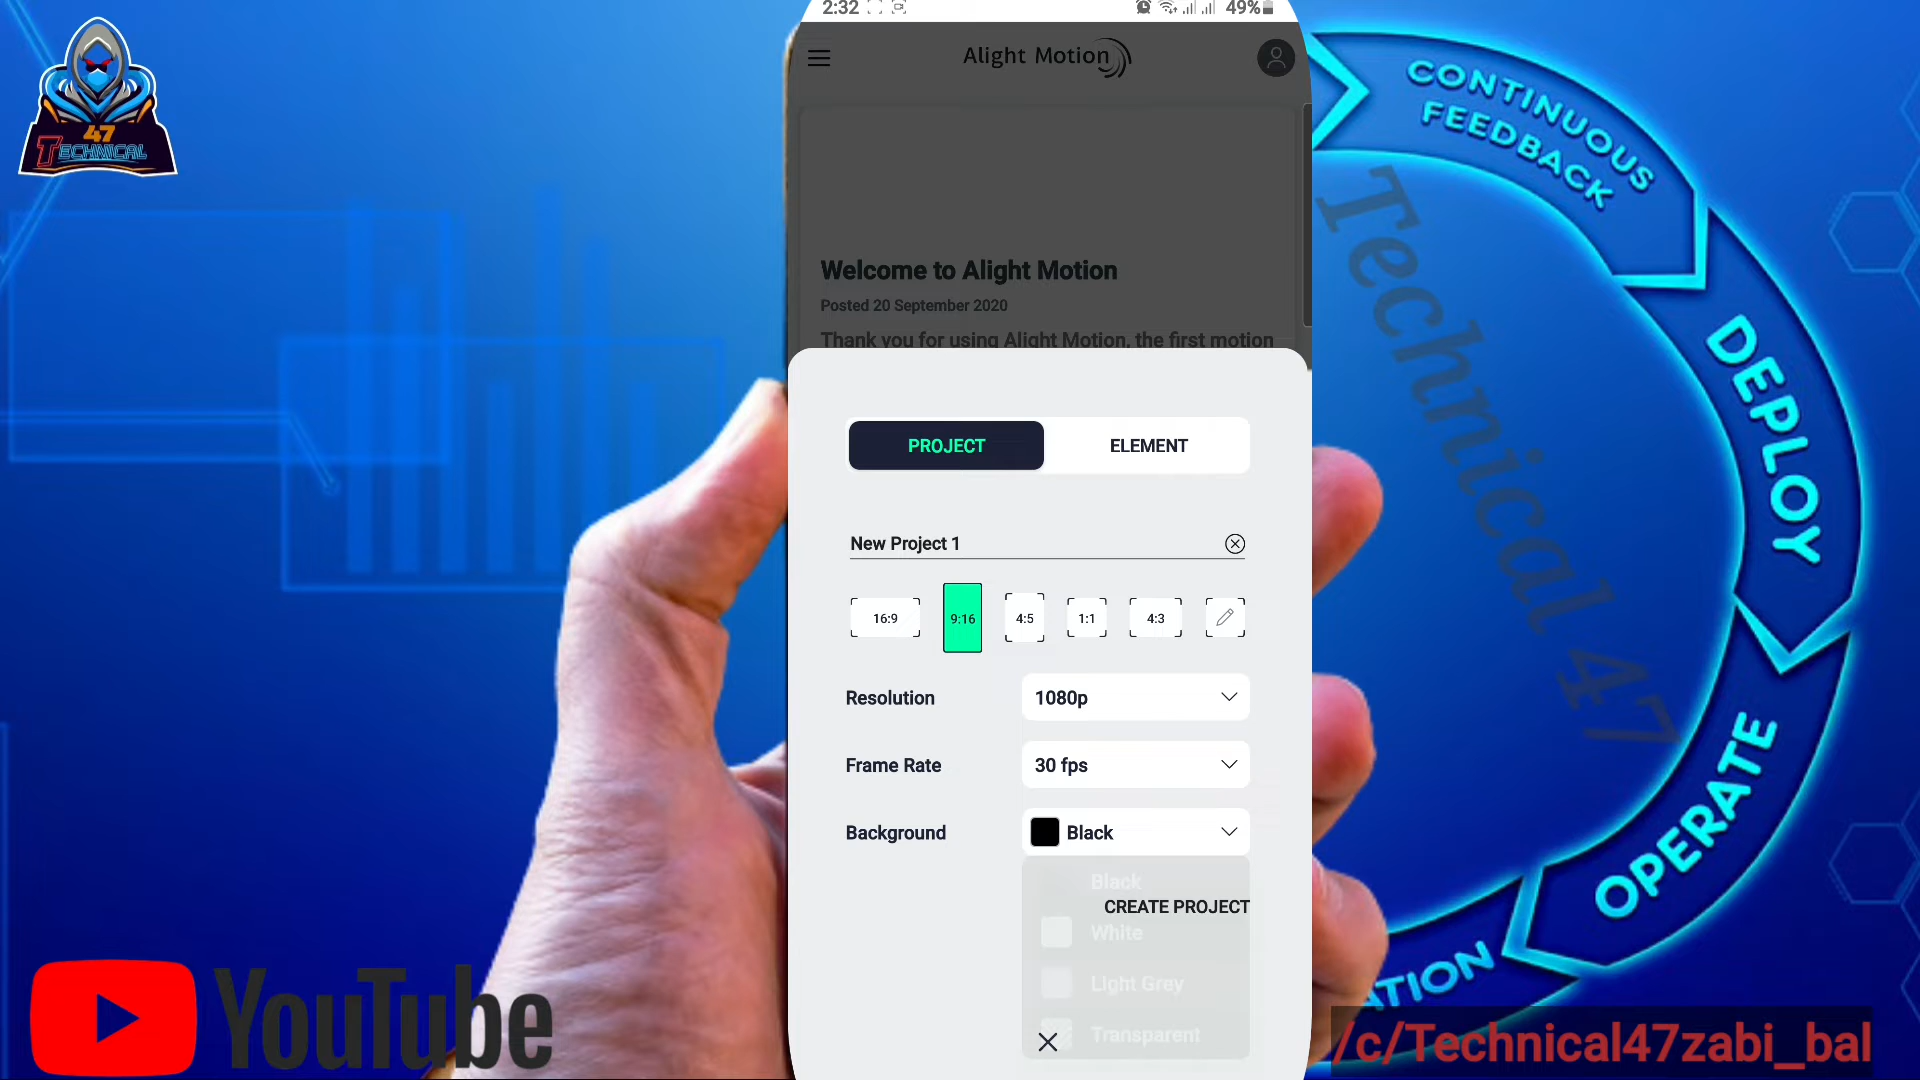 2:32
49%
47
TECHNICAL
Alight Motion
Welcome to Alight Motion
Posted 20 September 2020
Thank you for using Alight Motion, the first motion
PROJECT
ELEMENT
New Project 1
16:9
9:16
4:5
1:1
4:3
Resolution
1080p
Frame Rate
30 fps
Background
Black
Black
CREATE PROJECT
White
Light Grey
Transparent
CONTINUOUS
FEEDBACK
DEPLOY
OPERATE
ATION
Technical 47
YouTube
/c/Technical47zabi_bal